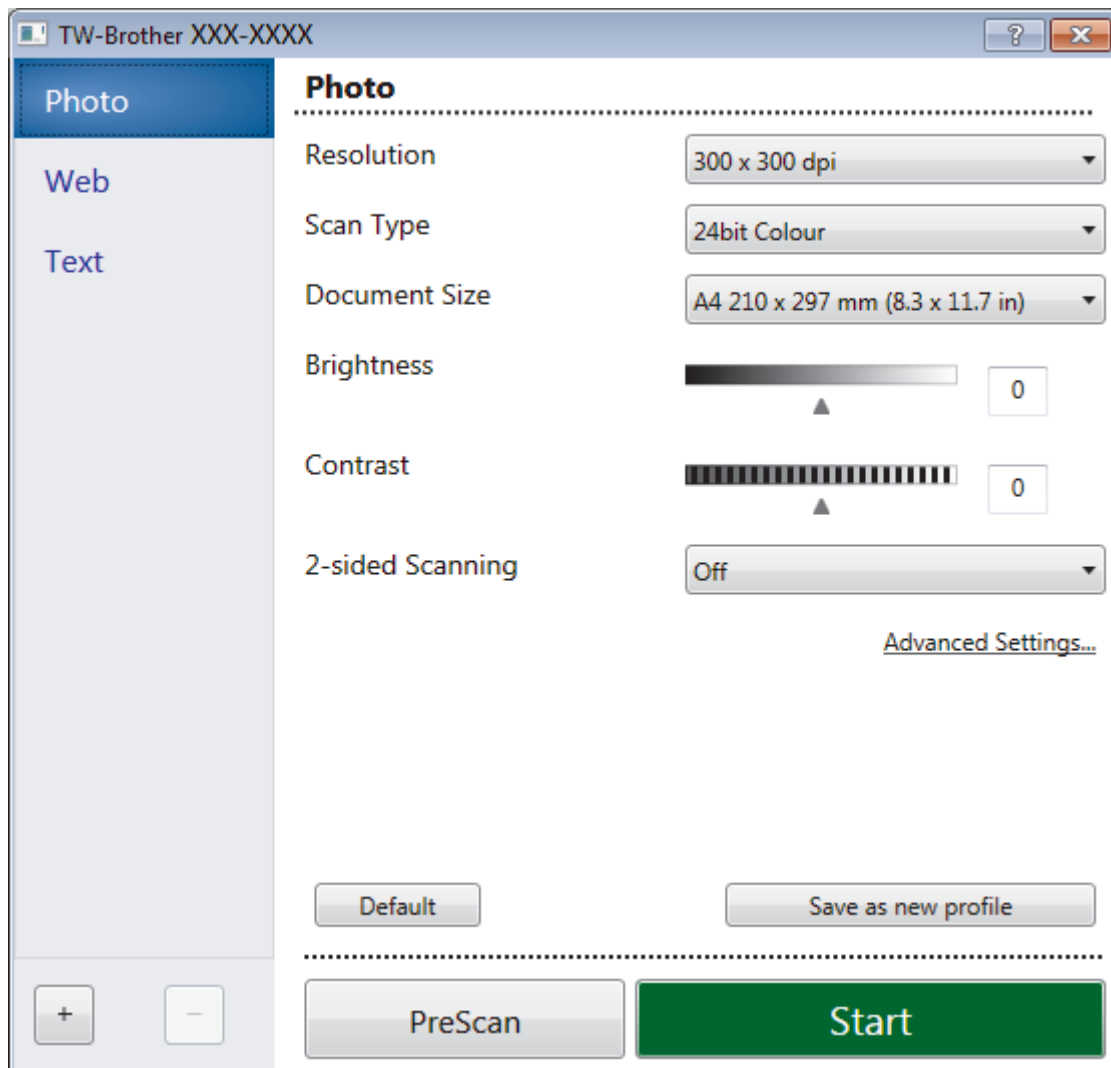 TW-Brother XXX-XXXX
?
Photo
Web
Text
Photo
Resolution
300 x 300 dpi
Scan Type
24bit Colour
Document Size
A4 210 x 297 mm (8.3 x 11.7 in)
Brightness
0
Contrast
0
2-sided Scanning
Off
Advanced Settings...
Default
Save as new profile
+
−
PreScan
Start